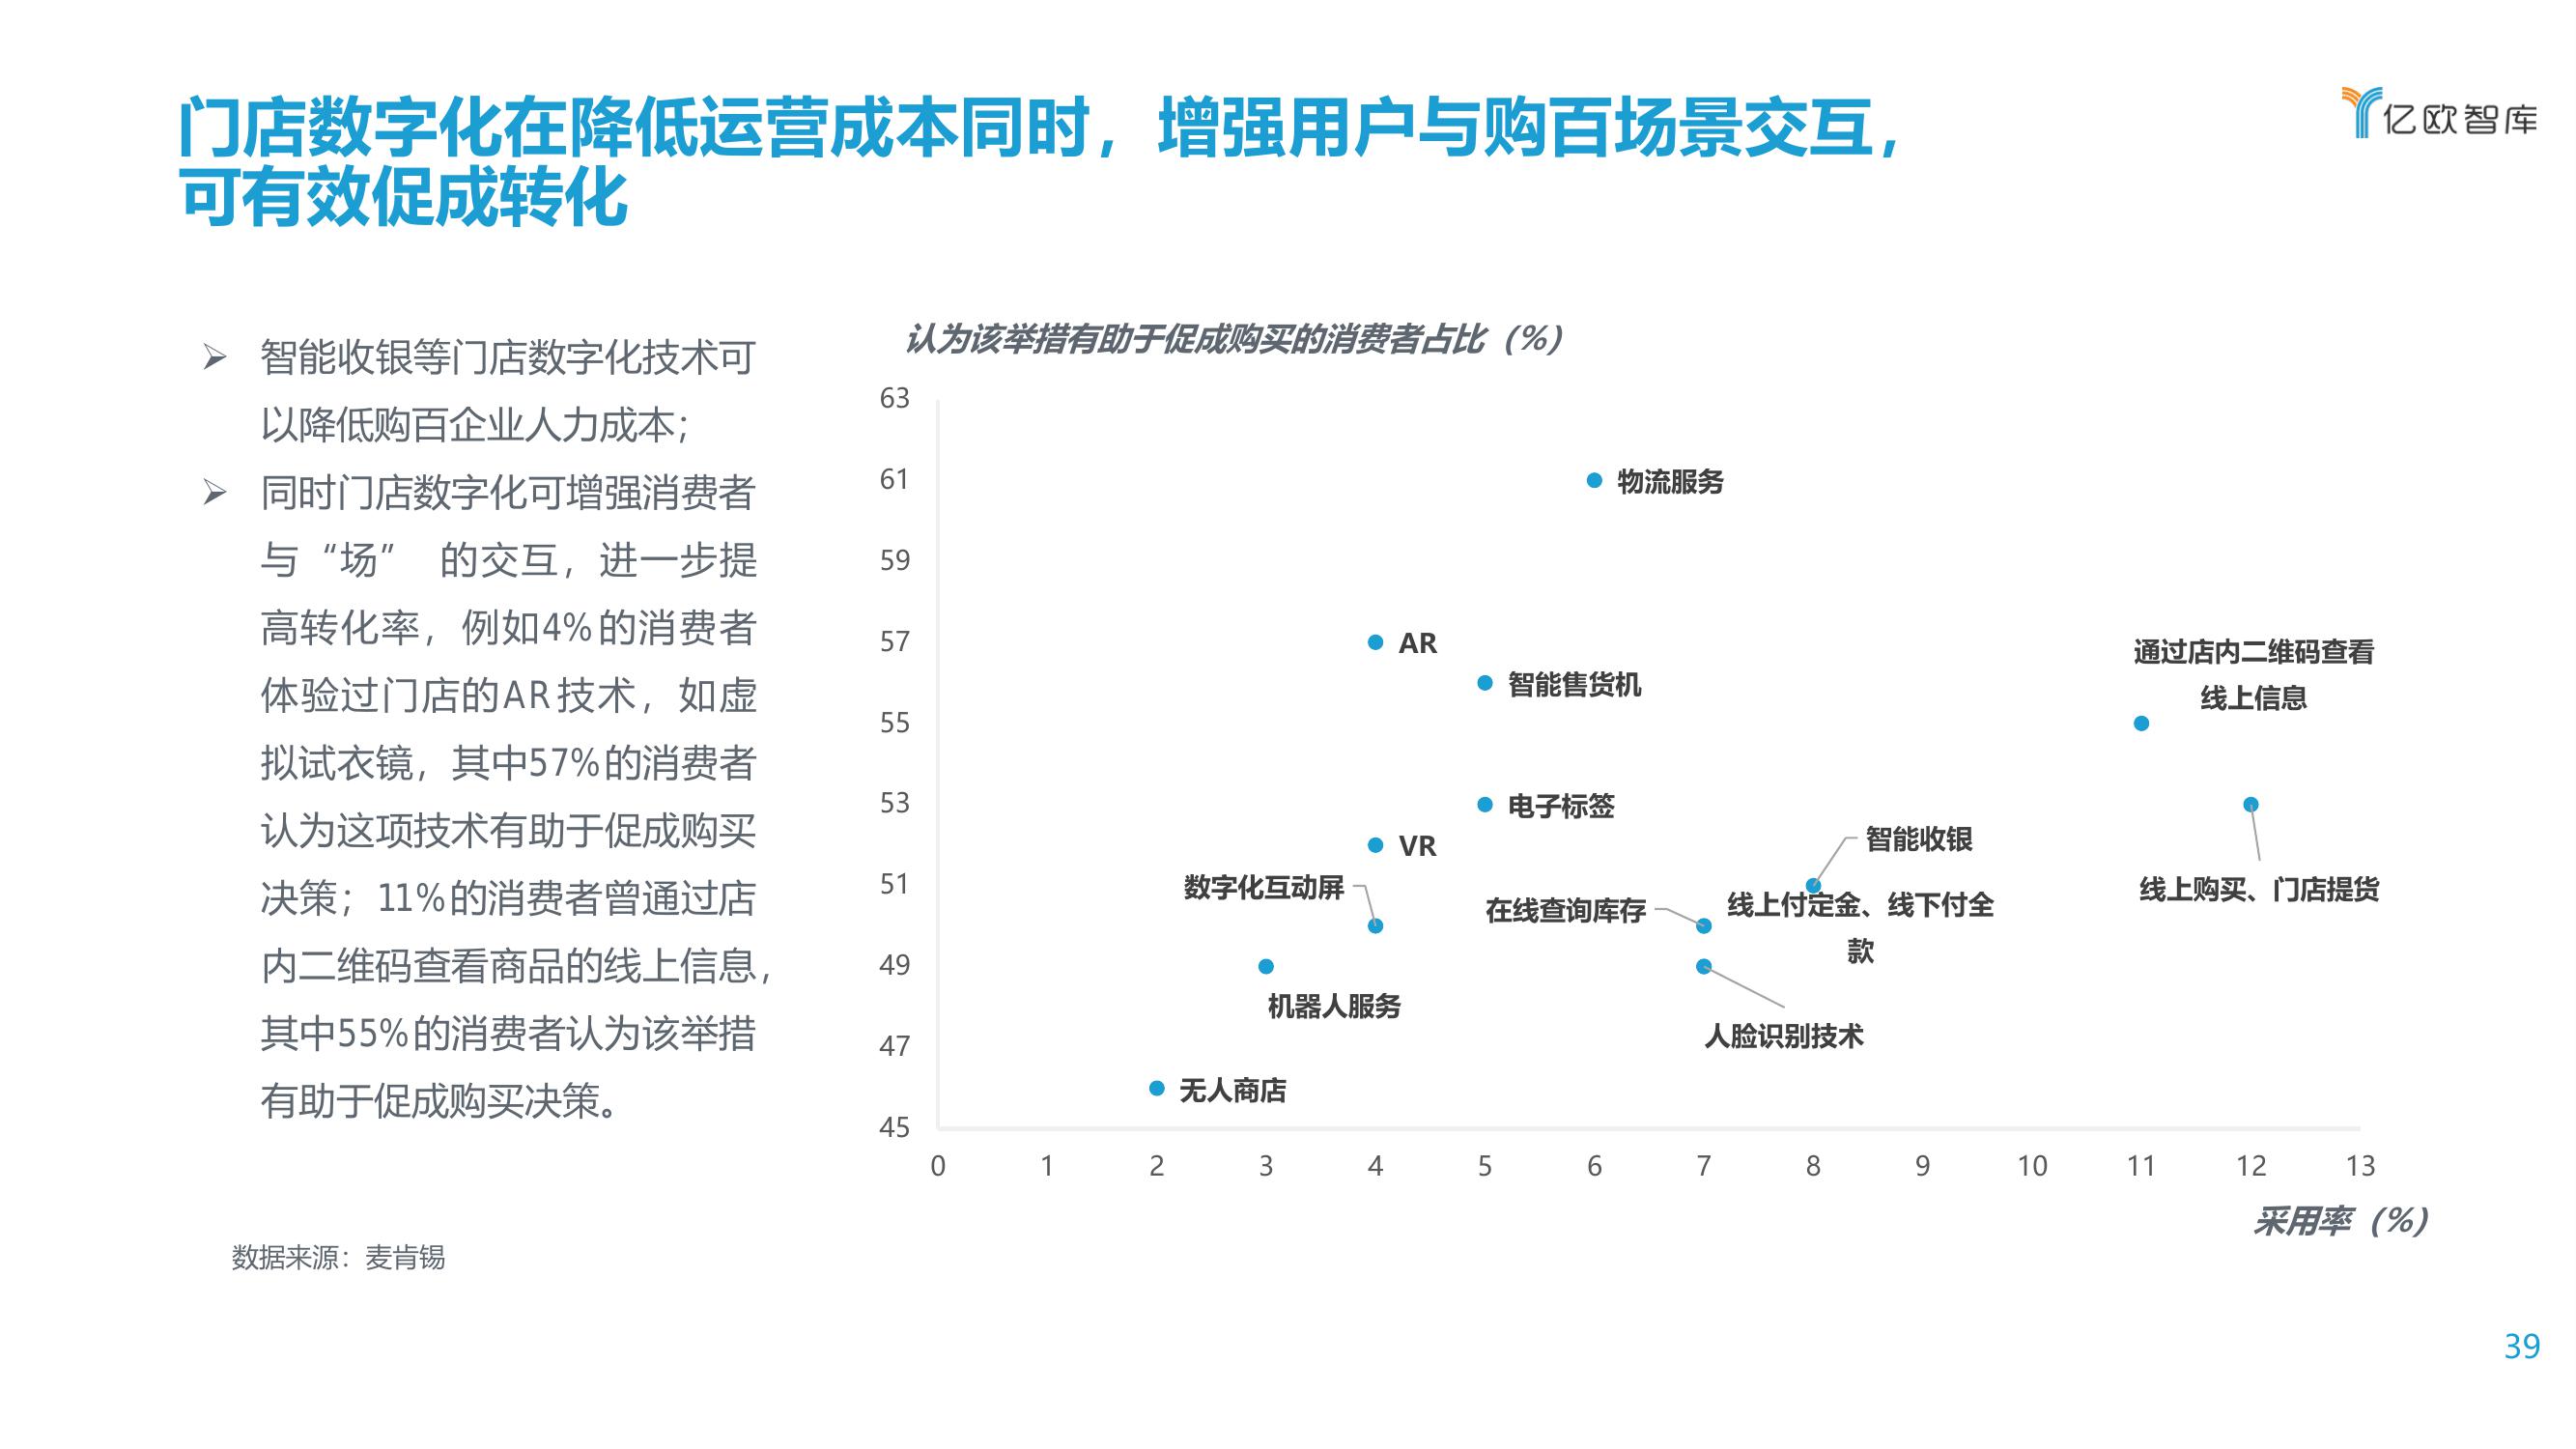 门店数字化在降低运营成本同时，增强用户与购百场景交互，
可有效促成转化
亿欧智库
智能收银等门店数字化技术可
以降低购百企业人力成本；
同时门店数字化可增强消费者
与“场” 的交互，进一步提
高转化率，例如4%的消费者
体验过门店的AR技术，如虚
拟试衣镜，其中57%的消费者
认为这项技术有助于促成购买
决策；11%的消费者曾通过店
内二维码查看商品的线上信息，
其中55%的消费者认为该举措
有助于促成购买决策。
数据来源：麦肯锡
认为该举措有助于促成购买的消费者占比（%）
63
61
59
57
55
53
51
49
47
45
物流服务
AR
智能售货机
通过店内二维码查看
线上信息
电子标签
VR
智能收银
数字化互动屏
线上购买、门店提货
在线查询库存
线上付定金、线下付全
款
机器人服务
人脸识别技术
无人商店
0 1 2 3 4 5 6 7 8 9 10 11 12 13
采用率（%）
39